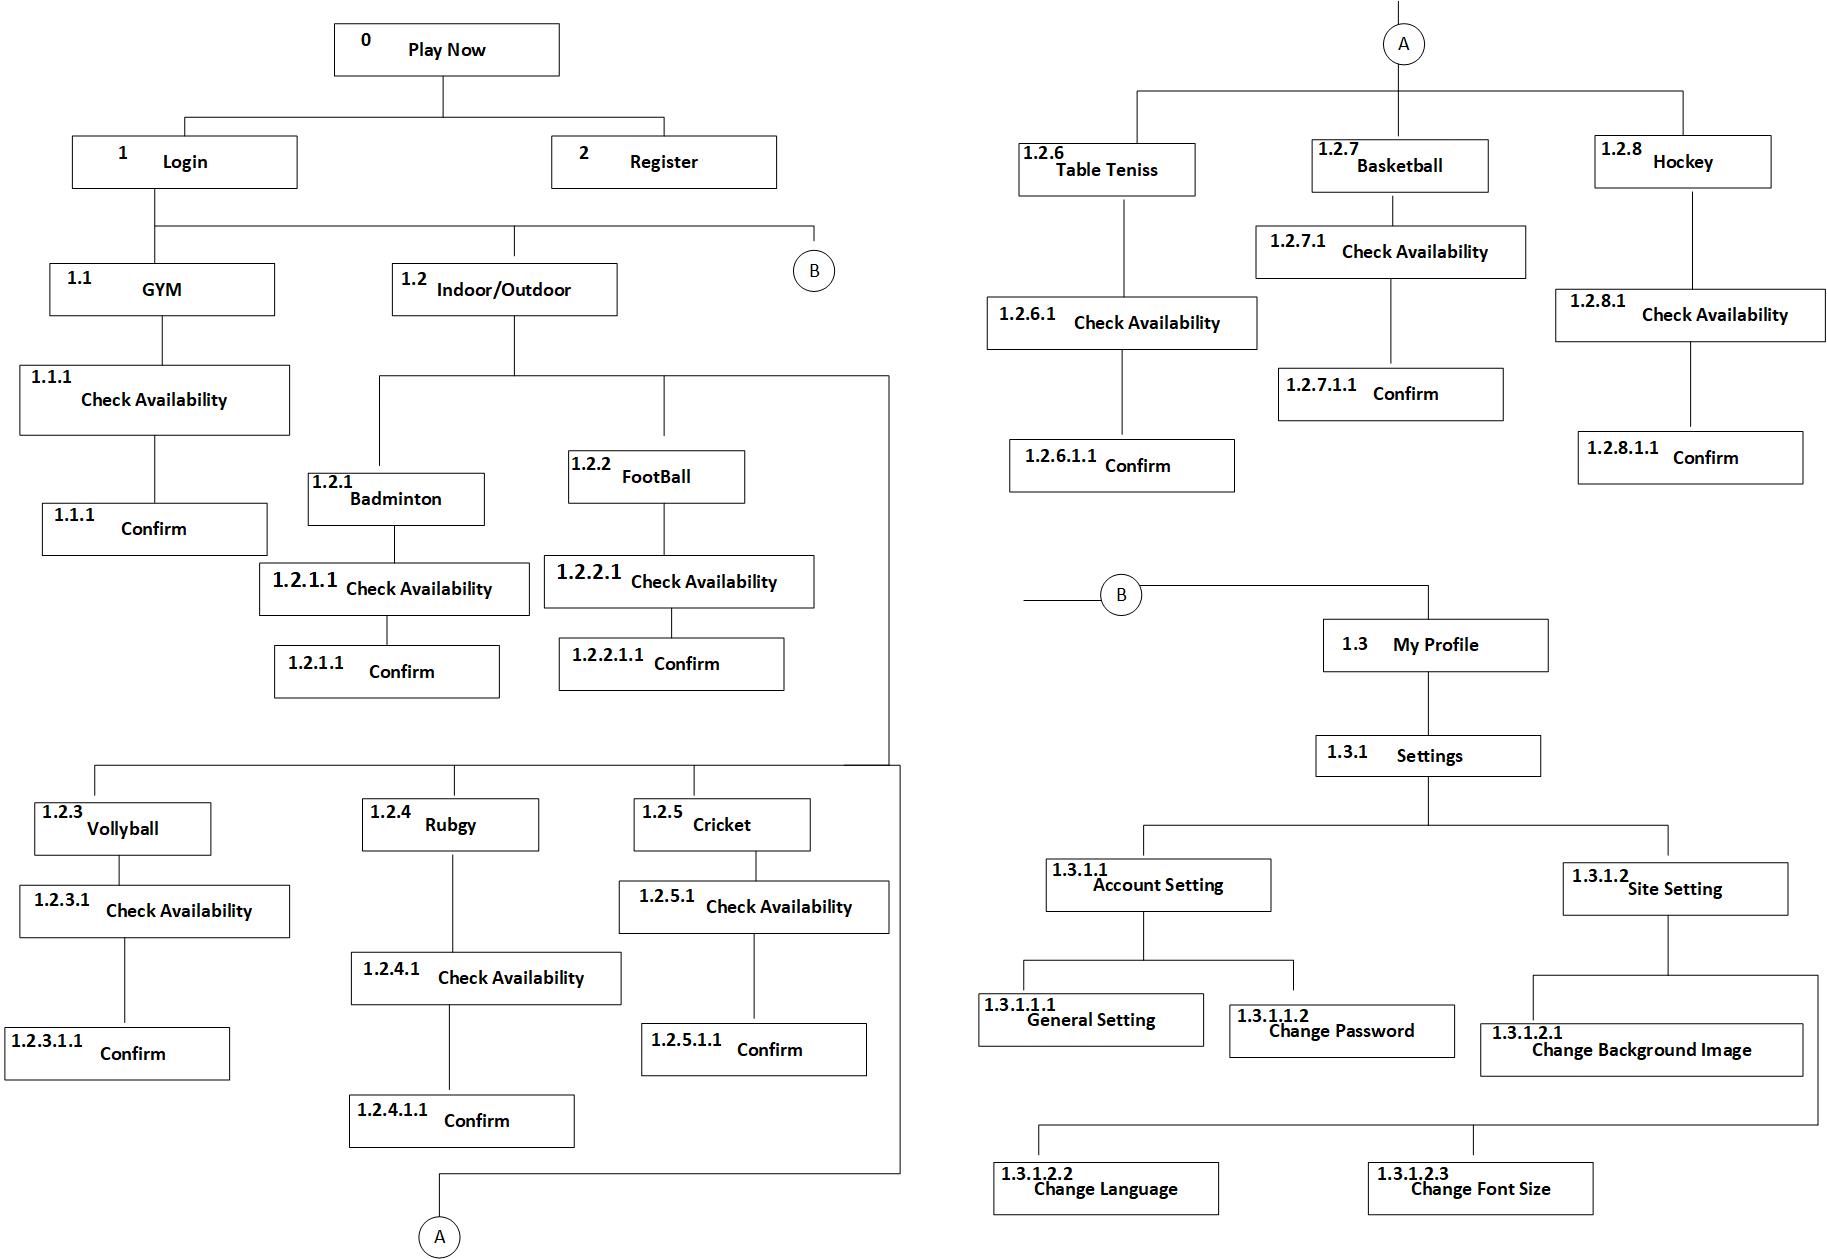 0 Play Now
1 Login
2 Register
1.1 GYM
1.2 Indoor/Outdoor
B
1.1.1
Check Availability
1.1.1 Confirm
1.2.1
Badminton
1.2.2
FootBall
1.2.1.1 Check Availability
1.2.2.1 Check Availability
1.2.1.1 Confirm
1.2.2.1.1 Confirm
1.2.3
Vollyball
1.2.4
Rubgy
1.2.5
Cricket
1.2.3.1 Check Availability
1.2.4.1 Check Availability
1.2.5.1 Check Availability
1.2.3.1.1 Confirm
1.2.4.1.1 Confirm
1.2.5.1.1 Confirm
A
A
1.2.6
Table Teniss
1.2.7
Basketball
1.2.8
Hockey
1.2.6.1 Check Availability
1.2.7.1 Check Availability
1.2.8.1 Check Availability
1.2.6.1.1 Confirm
1.2.7.1.1 Confirm
1.2.8.1.1 Confirm
B
1.3 My Profile
1.3.1 Settings
1.3.1.1
Account Setting
1.3.1.2
Site Setting
1.3.1.1.1
General Setting
1.3.1.1.2
Change Password
1.3.1.2.1
Change Background Image
1.3.1.2.2
Change Language
1.3.1.2.3
Change Font Size